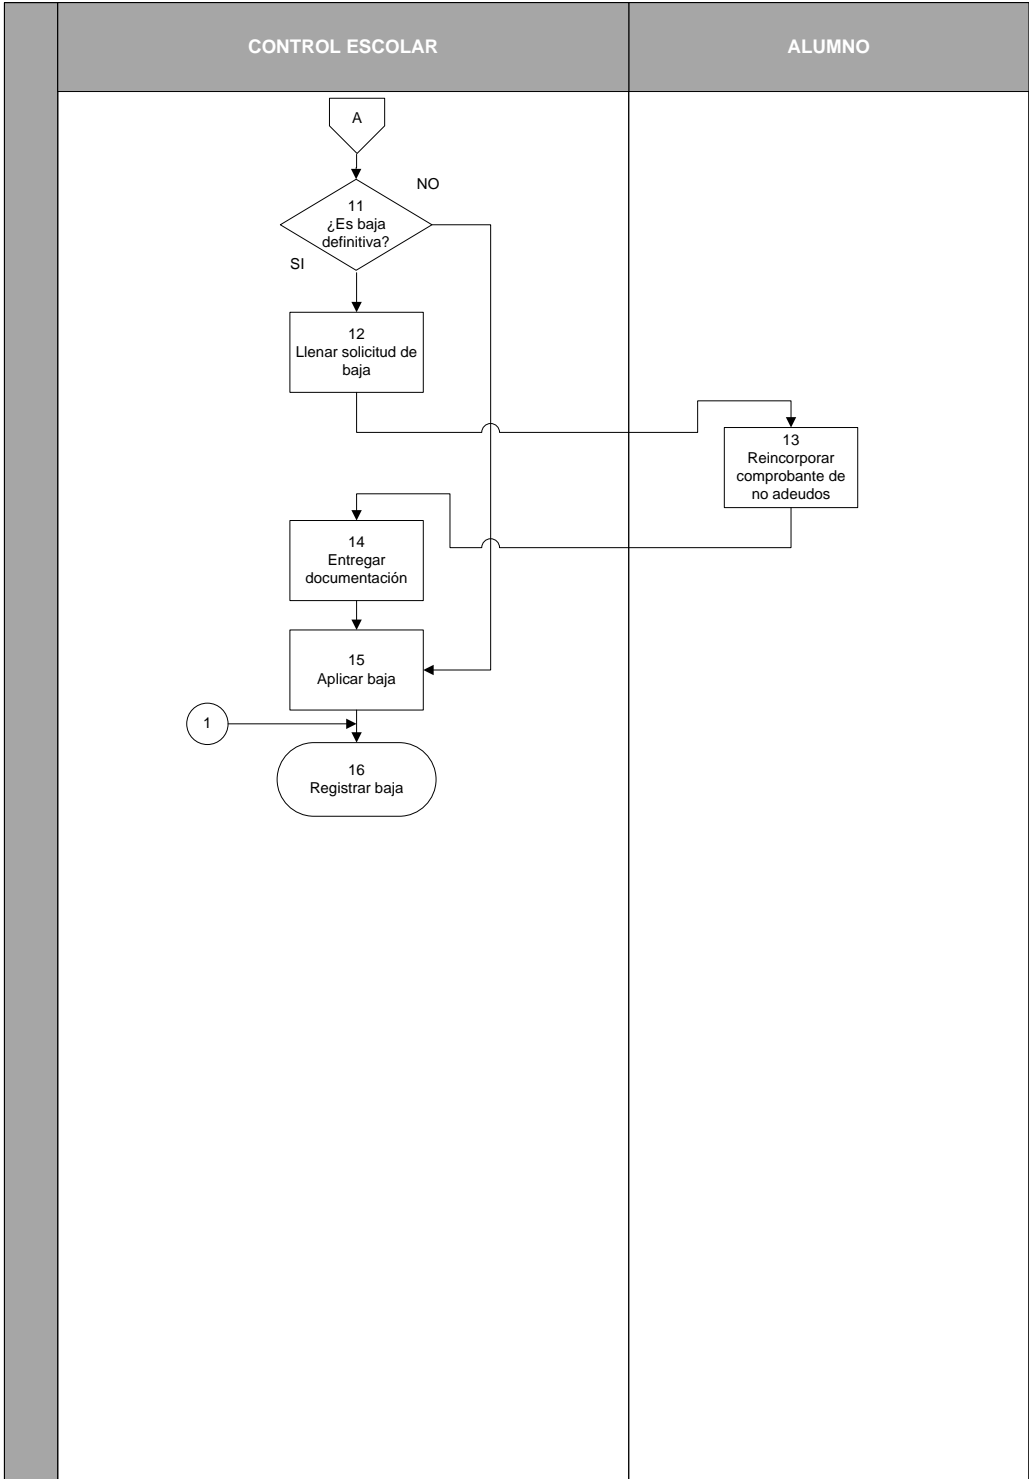 CONTROL ESCOLAR
ALUMNO
A
NO
11
¿Es baja
definitiva?
SI
12
Llenar solicitud de
baja
13
Reincorporar
comprobante de
no adeudos
14
Entregar
documentación
15
Aplicar baja
1
16
Registrar baja